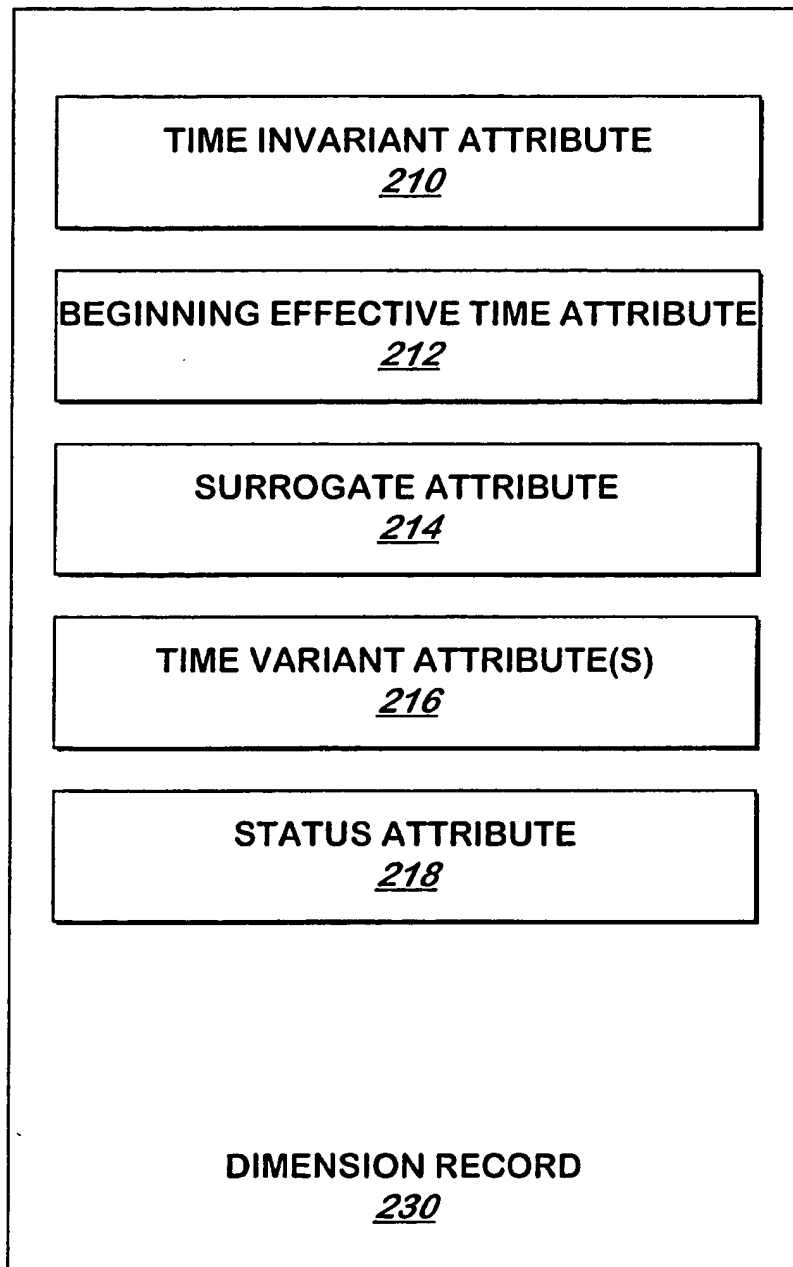 TIME INVARIANT ATTRIBUTE
210
BEGINNING EFFECTIVE TIME ATTRIBUTE
212
SURROGATE ATTRIBUTE
214
TIME VARIANT ATTRIBUTE(S)
216
STATUS ATTRIBUTE
218
DIMENSION RECORD
230